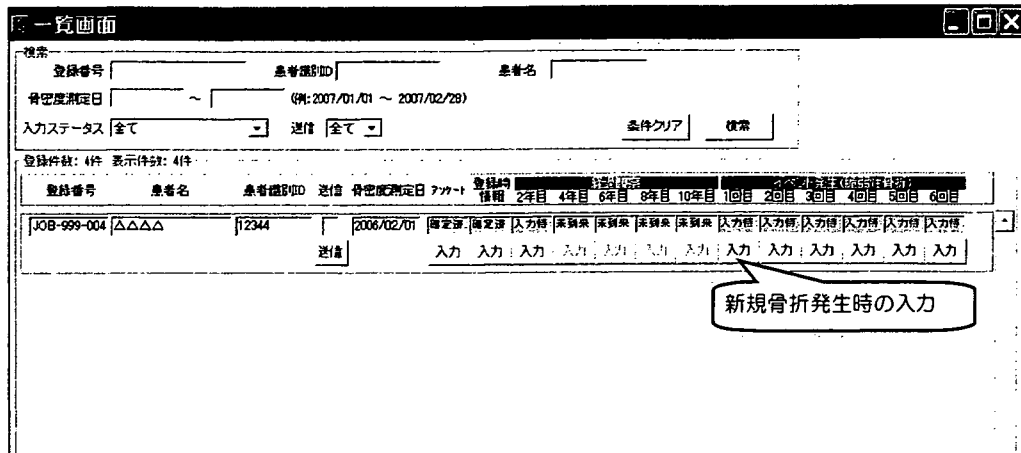 一覧画面
検索
登録番号 患者識別ID 患者名
骨密度測定日 ~ (例:2007/01/01 ~ 2007/02/28)
入力ステータス 全て 送信 全て 条件クリア 検索
登録件数: 4件 表示件数: 4件
登録番号 患者名 患者識別ID 送信 骨密度測定日 アンケート 登録時情報 経過観察 イベント発生
2年目 4年目 6年目 8年目 10年目 1回目 2回目 3回目 4回目 5回目 6回目
JOB-999-004 △△△△ 12344 2006/02/01 確定済 確定済 入力待 未到来 未到来 未到来 未到来 入力待 入力待 入力待 入力待 入力待 入力待
送信 入力 入力 入力 入力 入力 入力 入力 入力 入力 入力 入力 入力 入力
新規骨折発生時の入力